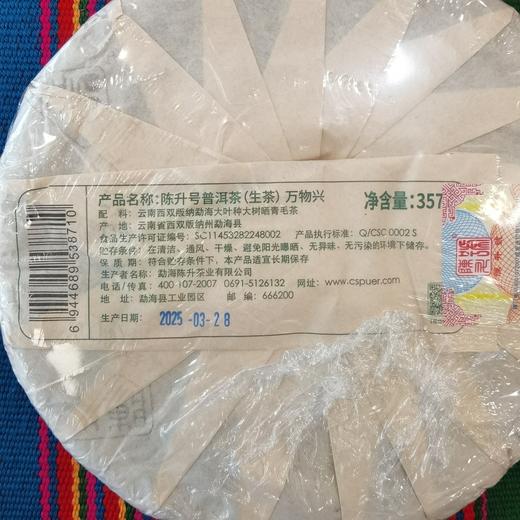 产品名称:陈升号普洱茶(生茶) 万物兴
净含量:357
配 料:云南西双版纳勐海大叶种大树晒青毛茶
产 地:云南省西双版纳州勐海县
食品生产许可证编号:SC11453282248002 产品执行标准:Q/CSC 0002 S
贮存条件:在清洁、通风、干燥、避免阳光曝晒、无异味、无污染的环境下储存。
保 质 期:符合贮存条件下,本产品适宜长期保存
生 产 者:勐海陈升茶业有限公司
电话/传真:400-107-2007 0691-5126132 网址:www.cspuer.com
地 址:勐海县工业园区 邮 编:666200
生产日期:2025-03-28
6 944689 538710
陈升号